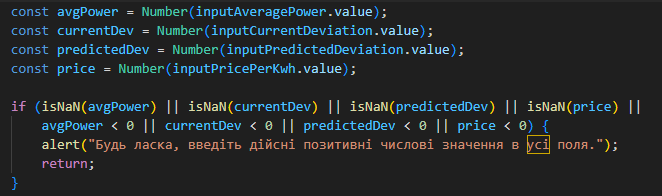 const avgPower = Number(inputAveragePower.value);
const currentDev = Number(inputCurrentDeviation.value);
const predictedDev = Number(inputPredictedDeviation.value);
const price = Number(inputPricePerKwh.value);
if (isNaN(avgPower) || isNaN(currentDev) || isNaN(predictedDev) || isNaN(price) ||
avgPower < 0 || currentDev < 0 || predictedDev < 0 || price < 0) {
alert("Будь ласка, введіть дійсні позитивні числові значення в усі поля.");
return;
}